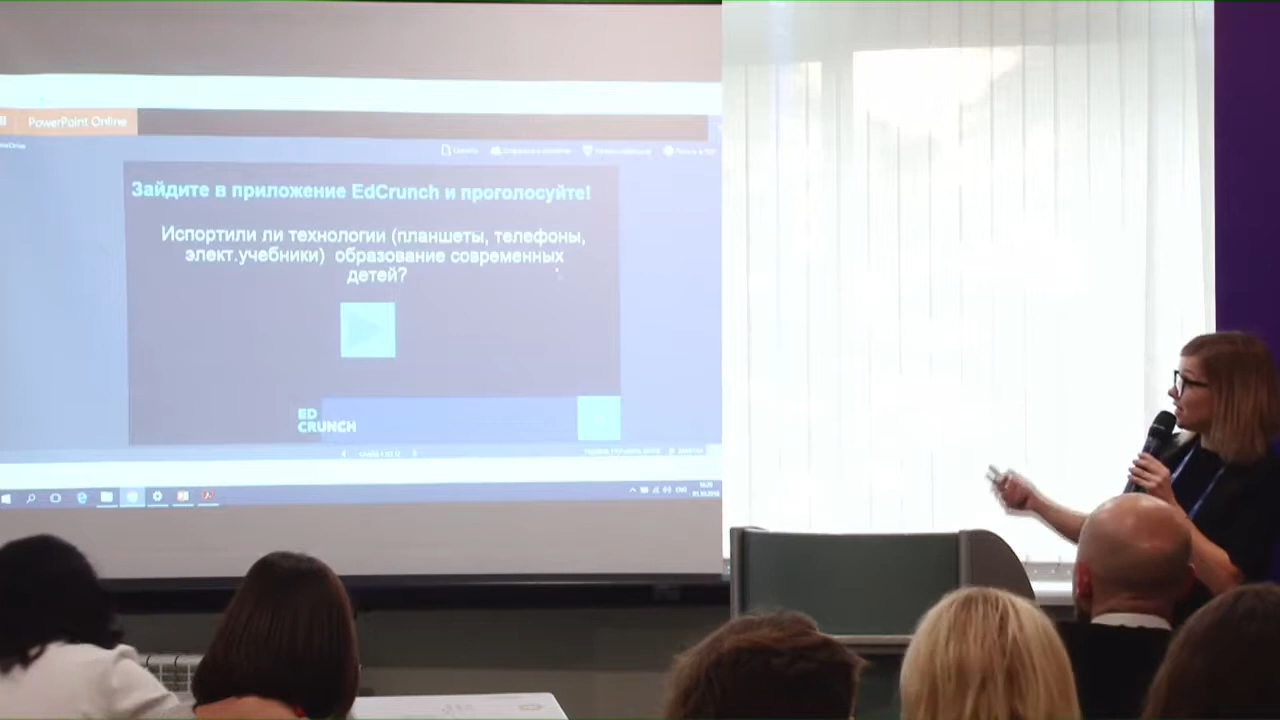 PowerPoint Online
Зайдите в приложение EdCrunch и проголосуйте!
Испортили ли технологии (планшеты, телефоны,
элект.учебники) образование современных
детей?
ED
CRUNCH